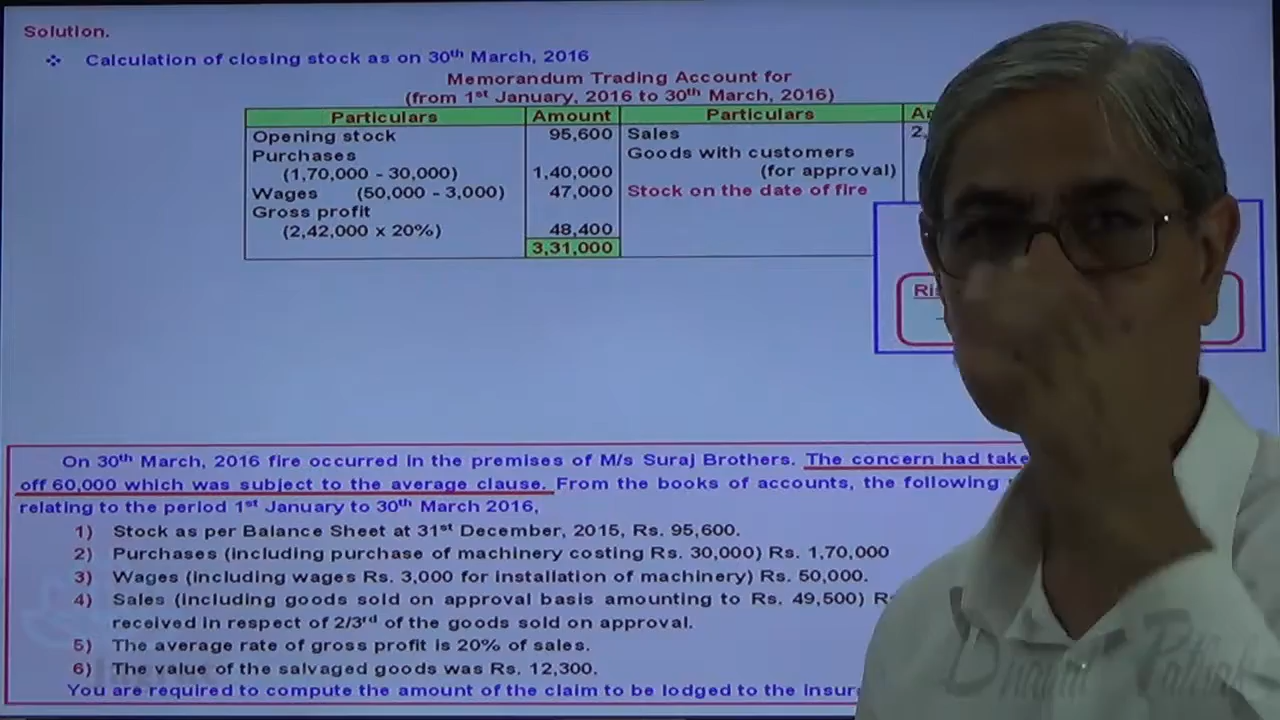 Solution.
❖ Calculation of closing stock as on 30th March, 2016
Memorandum Trading Account for
(from 1st January, 2016 to 30th March, 2016)
Particulars Amount Particulars
Opening stock 95,600 Sales
Purchases Goods with customers
(1,70,000 - 30,000) 1,40,000 (for approval)
Wages (50,000 - 3,000) 47,000 Stock on the date of fire
Gross profit
(2,42,000 x 20%) 48,400
3,31,000
On 30th March, 2016 fire occurred in the premises of M/s Suraj Brothers. The concern had
off 60,000 which was subject to the average clause. From the books of accounts, the following
relating to the period 1st January to 30th March 2016,
1) Stock as per Balance Sheet at 31st December, 2015, Rs. 95,600.
2) Purchases (including purchase of machinery costing Rs. 30,000) Rs. 1,70,000
3) Wages (including wages Rs. 3,000 for installation of machinery) Rs. 50,000.
4) Sales (including goods sold on approval basis amounting to Rs. 49,500)
received in respect of 2/3rd of the goods sold on approval.
5) The average rate of gross profit is 20% of sales.
6) The value of the salvaged goods was Rs. 12,300.
You are required to compute the amount of the claim to be lodged to the